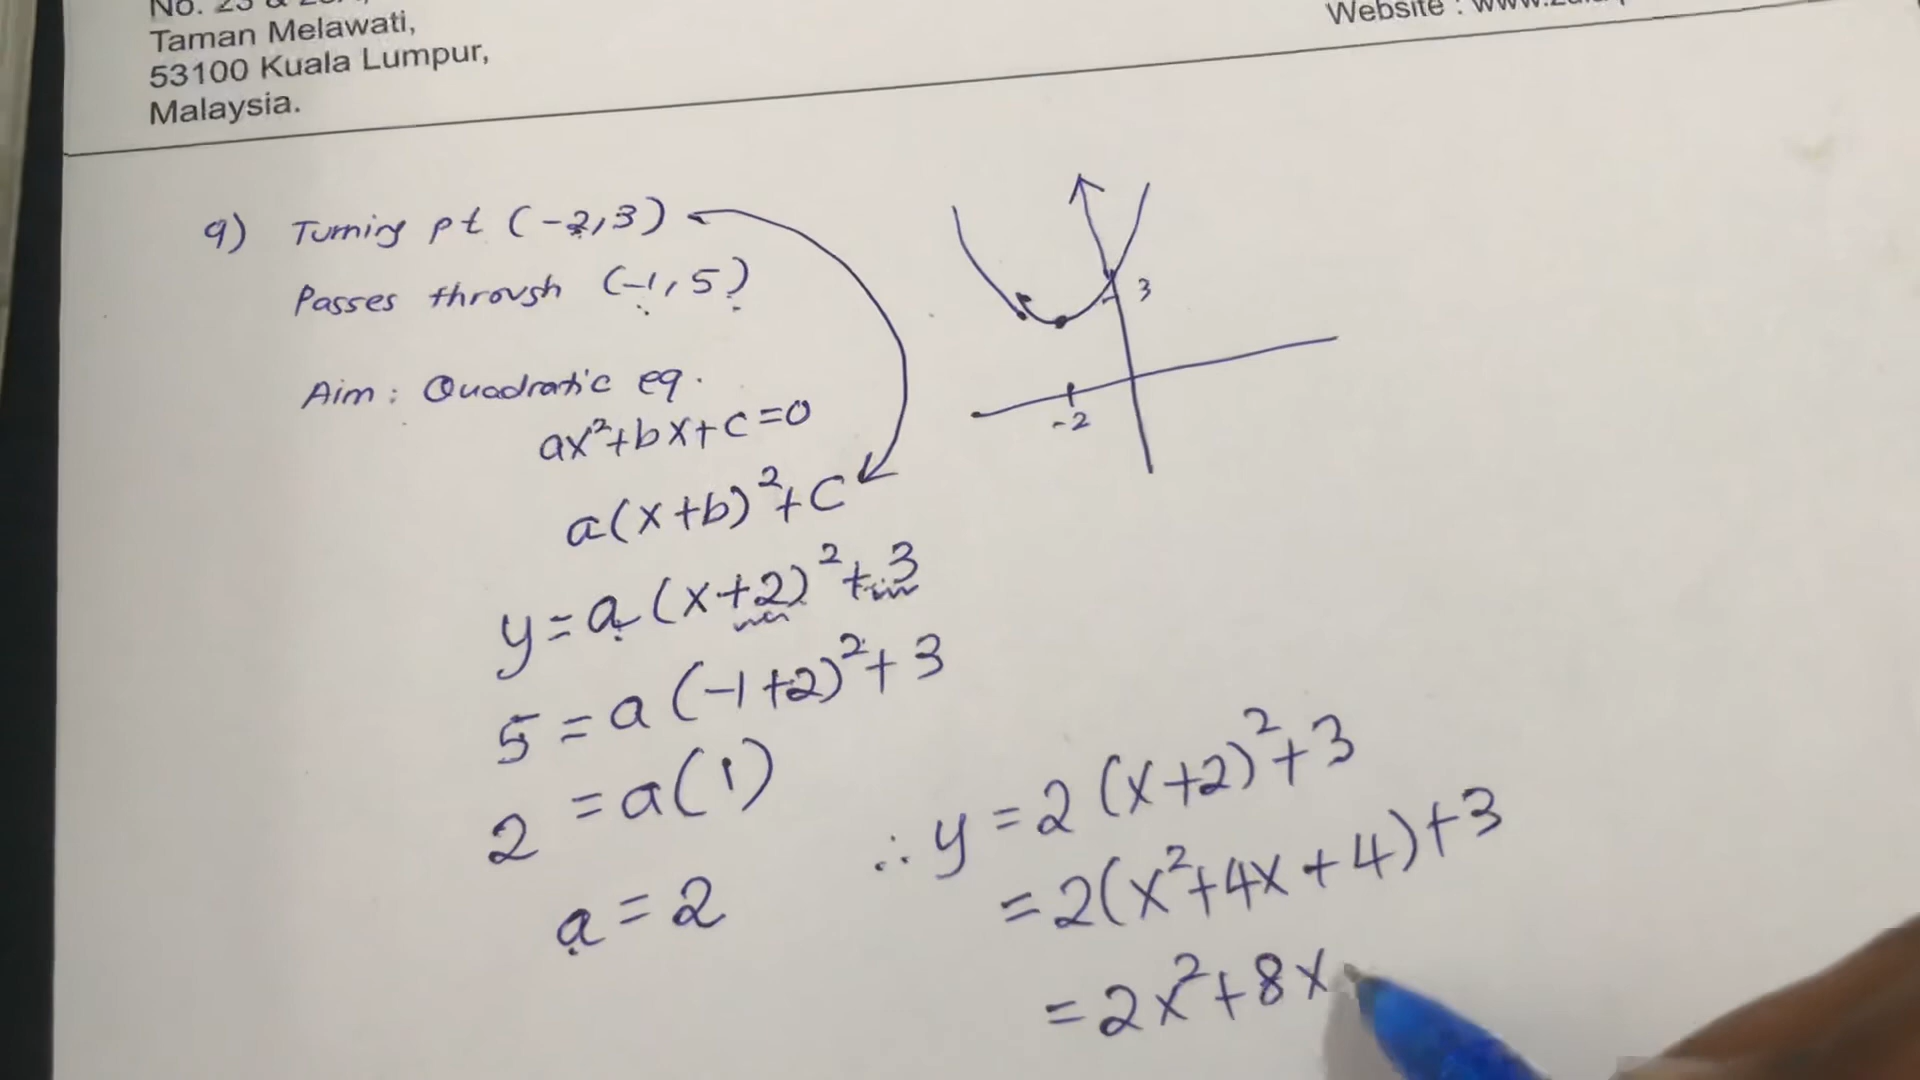 Taman Melawati,
53100 Kuala Lumpur,
Malaysia.
Website :
9) Turning pt (-2,3)
Passes through (-1,5)
Aim: Quadratic eq.
ax²+bx+c=0
a(x+b)²+C
y=a(x+2)²+3
5=a(-1+2)²+3
2=a(1)
a=2
3
-2
∴y=2(x+2)²+3
=2(x²+4x+4)+3
=2x²+8x